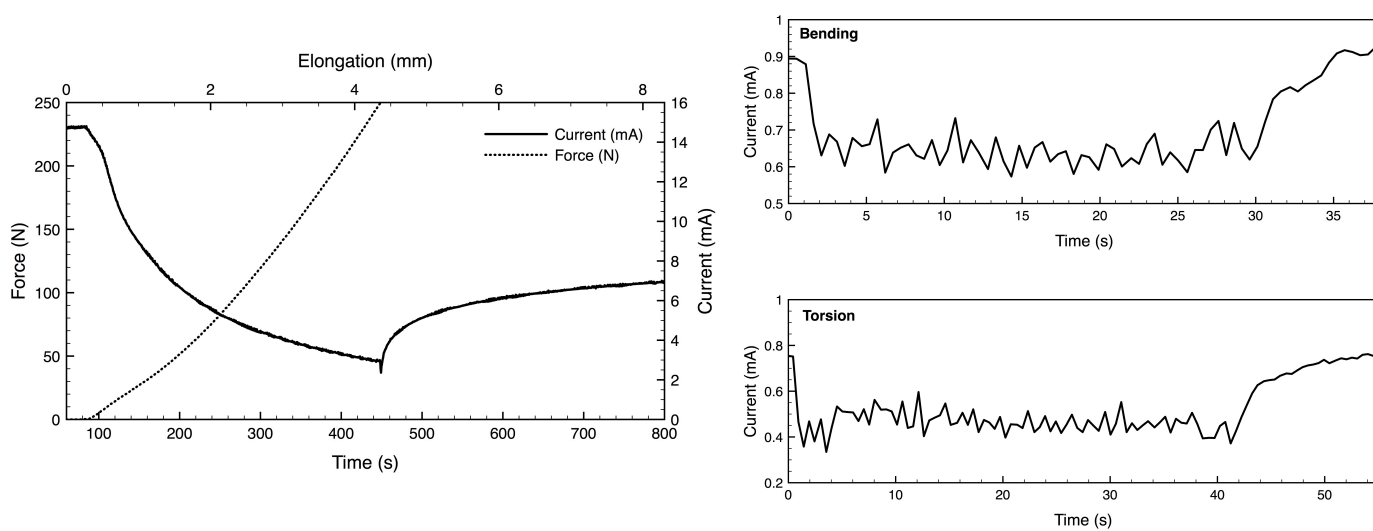 Elongation (mm)
0 2 4 6 8
250 16
Current (mA)
Force (N)
14
200
12
150
10
8
100
6
4
50
2
0 0
100 200 300 400 500 600 700 800
Time (s)
Force (N)
Current (mA)
1
Bending
0.9
0.8
0.7
0.6
0.5
0 5 10 15 20 25 30 35
Time (s)
Current (mA)
1
Torsion
0.8
0.6
0.4
0.2
0 10 20 30 40 50
Time (s)
Current (mA)